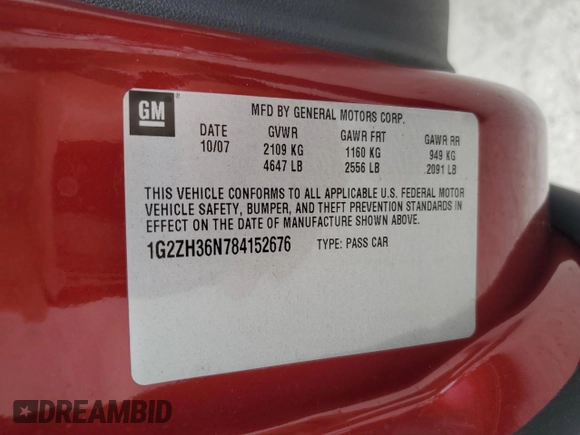 GM
®
MFD BY GENERAL MOTORS CORP.
DATE GVWR GAWR FRT GAWR RR
10/07 2109 KG 1160 KG 949 KG
4647 LB 2556 LB 2091 LB
THIS VEHICLE CONFORMS TO ALL APPLICABLE U.S. FEDERAL MOTOR
VEHICLE SAFETY, BUMPER, AND THEFT PREVENTION STANDARDS IN
EFFECT ON THE DATE OF MANUFACTURE SHOWN ABOVE.
1G2ZH36N784152676 TYPE: PASS CAR
DREAMBID